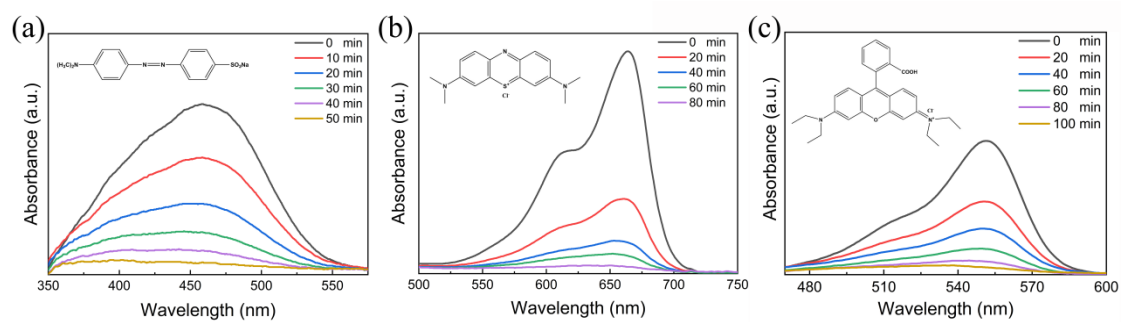 (a)
(H3C)2N
N
N
SO3Na
0 min
10 min
20 min
30 min
40 min
50 min
Absorbance (a.u.)
350 400 450 500 550
Wavelength (nm)
(b)
N
N
S+
N
Cl-
0 min
20 min
40 min
60 min
80 min
Absorbance (a.u.)
500 550 600 650 700 750
Wavelength (nm)
(c)
COOH
Cl-
N
O
N+
0 min
20 min
40 min
60 min
80 min
100 min
Absorbance (a.u.)
480 510 540 570 600
Wavelength (nm)